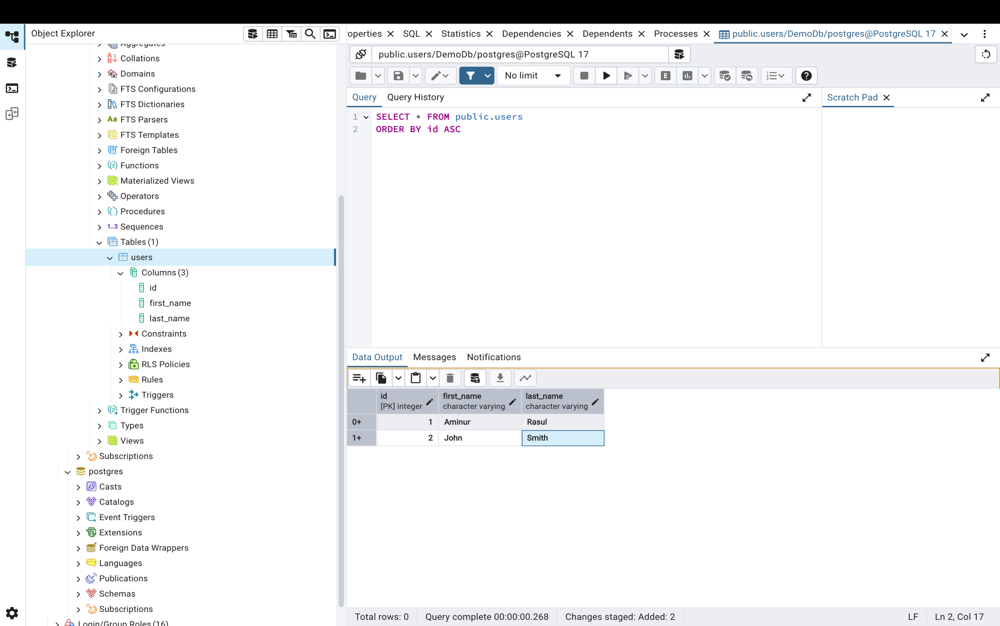 Object Explorer
Aggregates
Collations
Domains
FTS Configurations
FTS Dictionaries
Aa FTS Parsers
FTS Templates
Foreign Tables
Functions
Materialized Views
Operators
Procedures
1..3 Sequences
Tables (1)
users
Columns (3)
id
first_name
last_name
Constraints
Indexes
RLS Policies
Rules
Triggers
Trigger Functions
Types
Views
Subscriptions
postgres
Casts
Catalogs
Event Triggers
Extensions
Foreign Data Wrappers
Languages
Publications
Schemas
Subscriptions
Login/Group Roles (16)
operties SQL Statistics Dependencies Dependents Processes public.users/DemoDb/postgres@PostgreSQL 17
public.users/DemoDb/postgres@PostgreSQL 17
No limit E
Query Query History
1 SELECT * FROM public.users
2 ORDER BY id ASC
Scratch Pad
Data Output Messages Notifications
id first_name last_name
[PK] integer character varying character varying
0+ 1 Aminur Rasul
1+ 2 John Smith
Total rows: 0 Query complete 00:00:00.268 Changes staged: Added: 2 LF Ln 2, Col 17